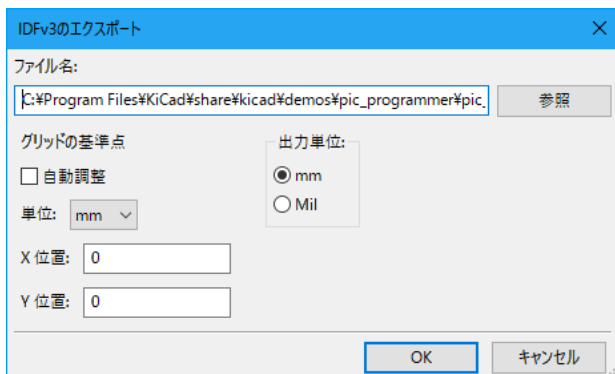 IDFv3のエクスポート
ファイル名:
C:¥Program Files¥KiCad¥share¥kicad¥demos¥pic_programmer¥pic_
参照
グリッドの基準点
出力単位:
自動調整
mm
単位: mm
Mil
X 位置: 0
Y 位置: 0
OK
キャンセル